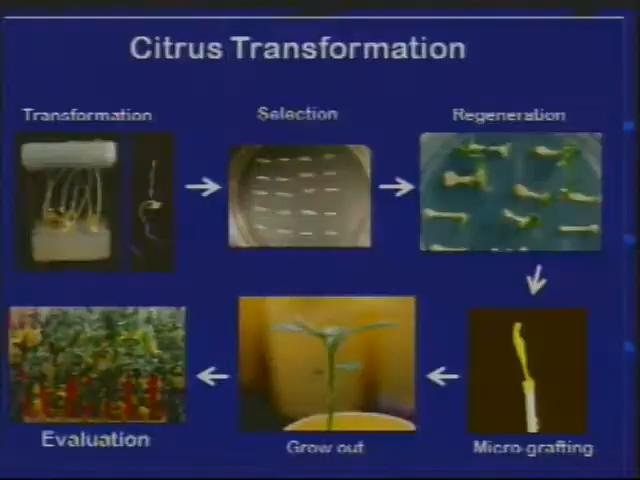 Citrus Transformation
Transformation
Selection
Regeneration
Evaluation
Grow out
Micro-grafting